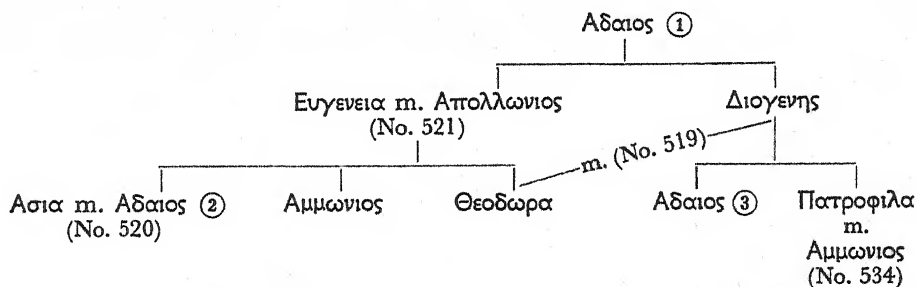 Αδαιος ①
Ευγενεια m. Απολλωνιος Διογενης
(No. 521)
m. (No. 519)
Ασια m. Αδαιος ② Αμμωνιος Θεοδωρα Αδαιος ③ Πατροφιλα
(No. 520) m.
Αμμωνιος
(No. 534)